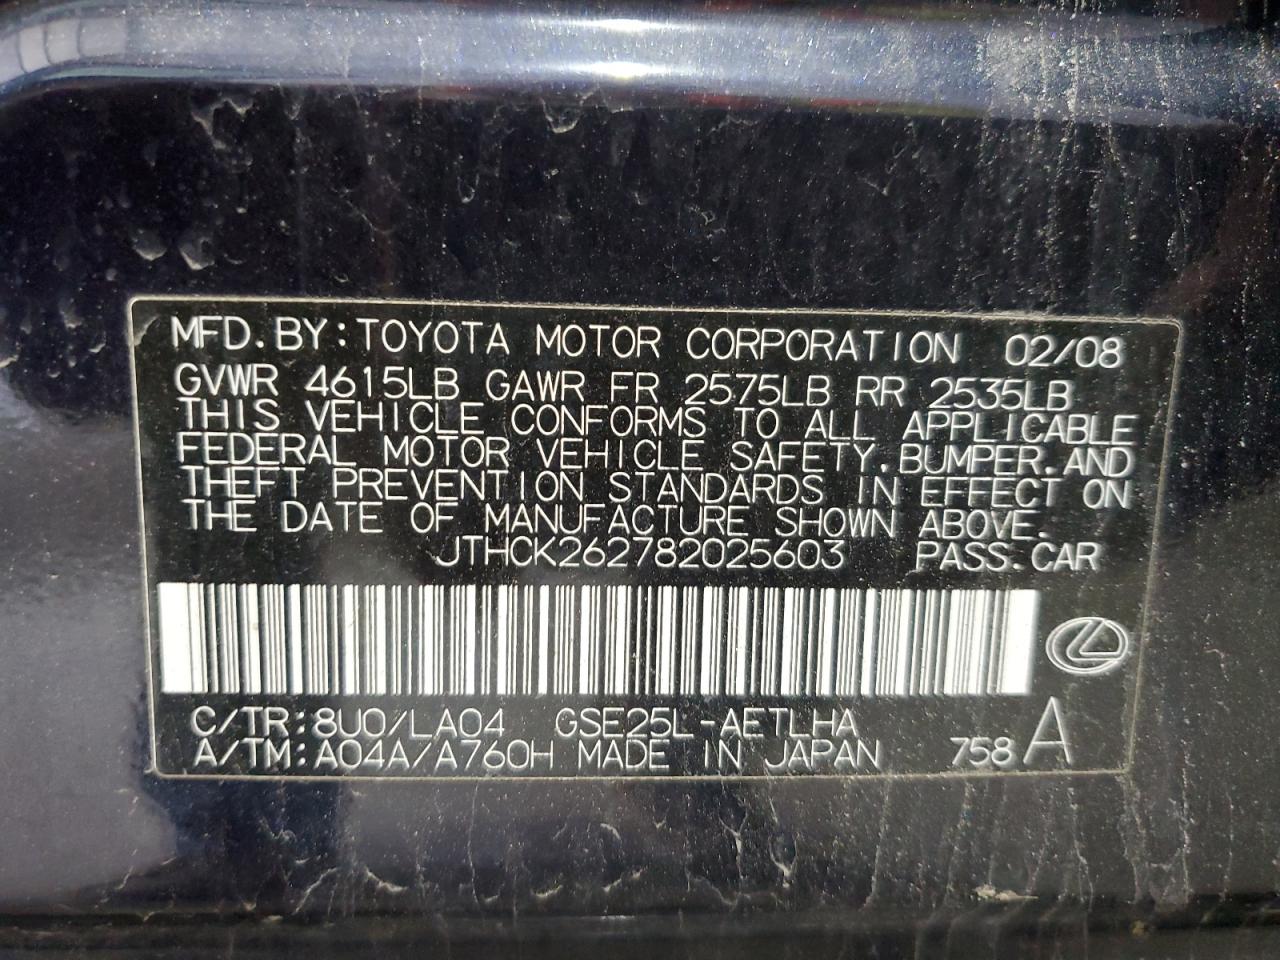 MFD. BY: TOYOTA MOTOR CORPORATION 02/08
GVWR 4615LB GAWR FR 2575LB RR 2535LB
THIS VEHICLE CONFORMS TO ALL APPLICABLE
FEDERAL MOTOR VEHICLE SAFETY, BUMPER, AND
THEFT PREVENTION STANDARDS IN EFFECT ON
THE DATE OF MANUFACTURE SHOWN ABOVE.
JTHCK262782025603 PASS. CAR
C/TR: 8U0/LA04 GSE25L-AETLHA
A/TM: A04A/A760H MADE IN JAPAN 758 A